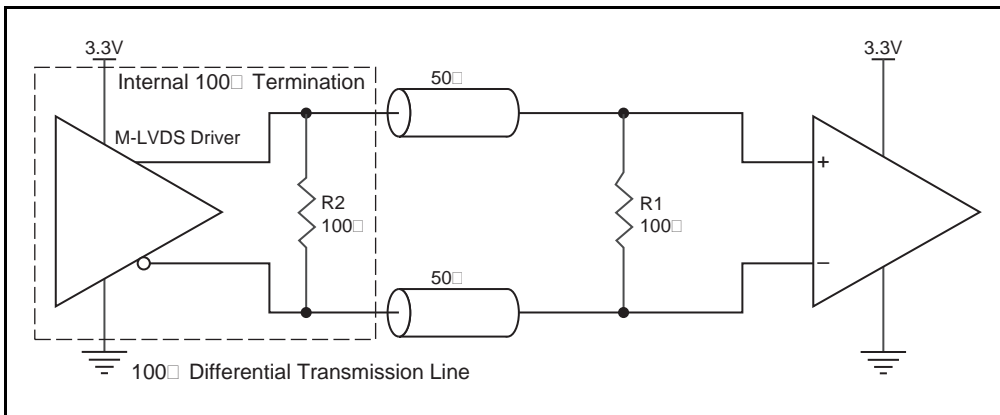 3.3V
3.3V
Internal 100□ Termination
50□
M-LVDS Driver
+
R2
100□
R1
100□
−
50□
100□ Differential Transmission Line